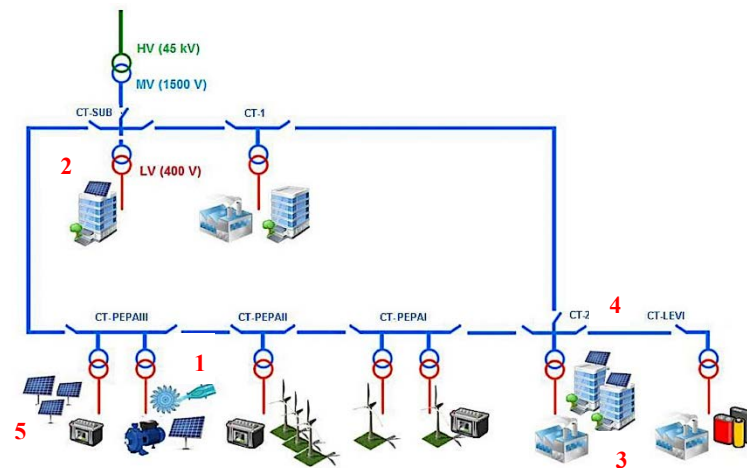 HV (45 kV)
MV (1500 V)
CT-SUB
CT-1
2
LV (400 V)
CT-PEPAIII
CT-PEPAII
CT-PEPAI
CT-2
4
CT-LEVI
1
5
3